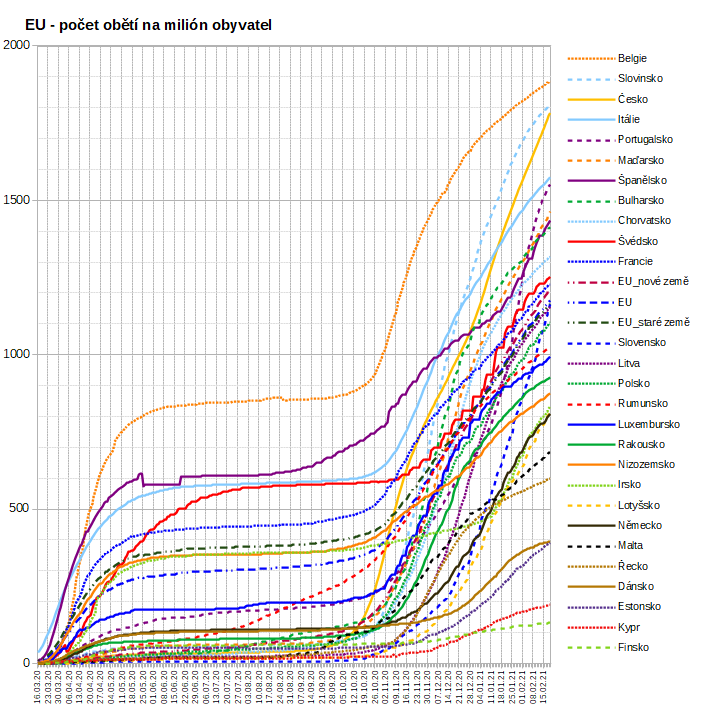 EU - počet obětí na milión obyvatel
2000
1500
1000
500
0
Belgie
Slovinsko
Česko
Itálie
Portugalsko
Maďarsko
Španělsko
Bulharsko
Chorvatsko
Švédsko
Francie
EU_nové země
EU
EU_staré země
Slovensko
Litva
Polsko
Rumunsko
Luxembursko
Rakousko
Nizozemsko
Irsko
Lotyšsko
Německo
Malta
Řecko
Dánsko
Estonsko
Kypr
Finsko
16.03.20
23.03.20
30.03.20
06.04.20
13.04.20
20.04.20
27.04.20
04.05.20
11.05.20
18.05.20
25.05.20
01.06.20
08.06.20
15.06.20
22.06.20
29.06.20
06.07.20
13.07.20
20.07.20
27.07.20
03.08.20
10.08.20
17.08.20
24.08.20
31.08.20
07.09.20
14.09.20
21.09.20
28.09.20
05.10.20
12.10.20
19.10.20
26.10.20
02.11.20
09.11.20
16.11.20
23.11.20
30.11.20
07.12.20
14.12.20
21.12.20
28.12.20
04.01.21
11.01.21
18.01.21
25.01.21
01.02.21
08.02.21
15.02.21